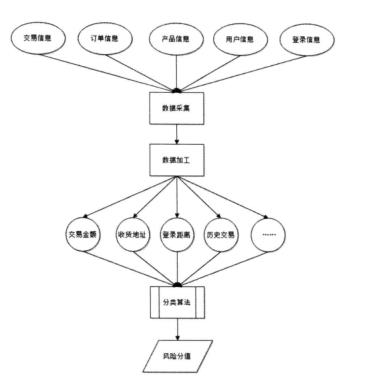 交易信息
订单信息
产品信息
用户信息
登录信息
数据采集
数据加工
交易金额
收货地址
登录距离
历史交易
……
分类算法
风险分值